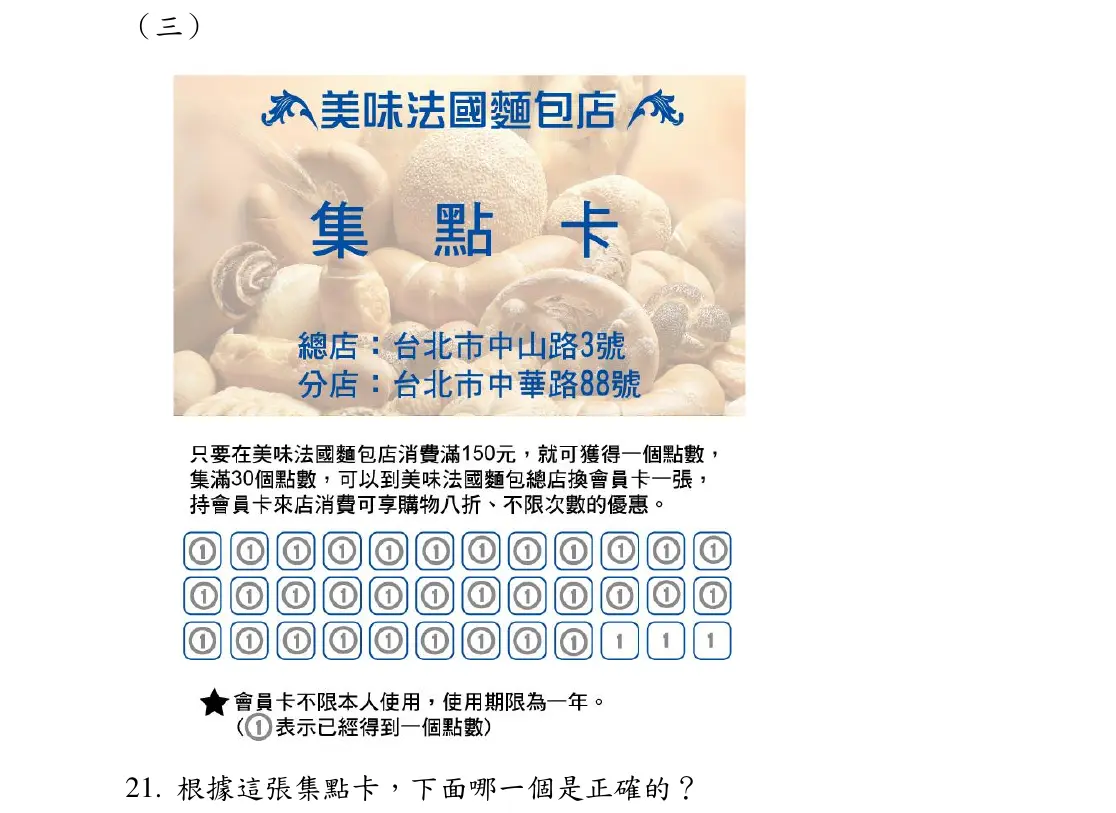 （三）
美味法國麵包店
集 點 卡
總店：台北市中山路3號
分店：台北市中華路88號
只要在美味法國麵包店消費滿150元，就可獲得一個點數，
集滿30個點數，可以到美味法國麵包總店換會員卡一張，
持會員卡來店消費可享購物八折、不限次數的優惠。
① ① ① ① ① ① ① ① ① ① ① ①
① ① ① ① ① ① ① ① ① ① ① ①
① ① ① ① ① ① ① ① ① 1 1 1
★會員卡不限本人使用，使用期限為一年。
(①表示已經得到一個點數)
21. 根據這張集點卡，下面哪一個是正確的？